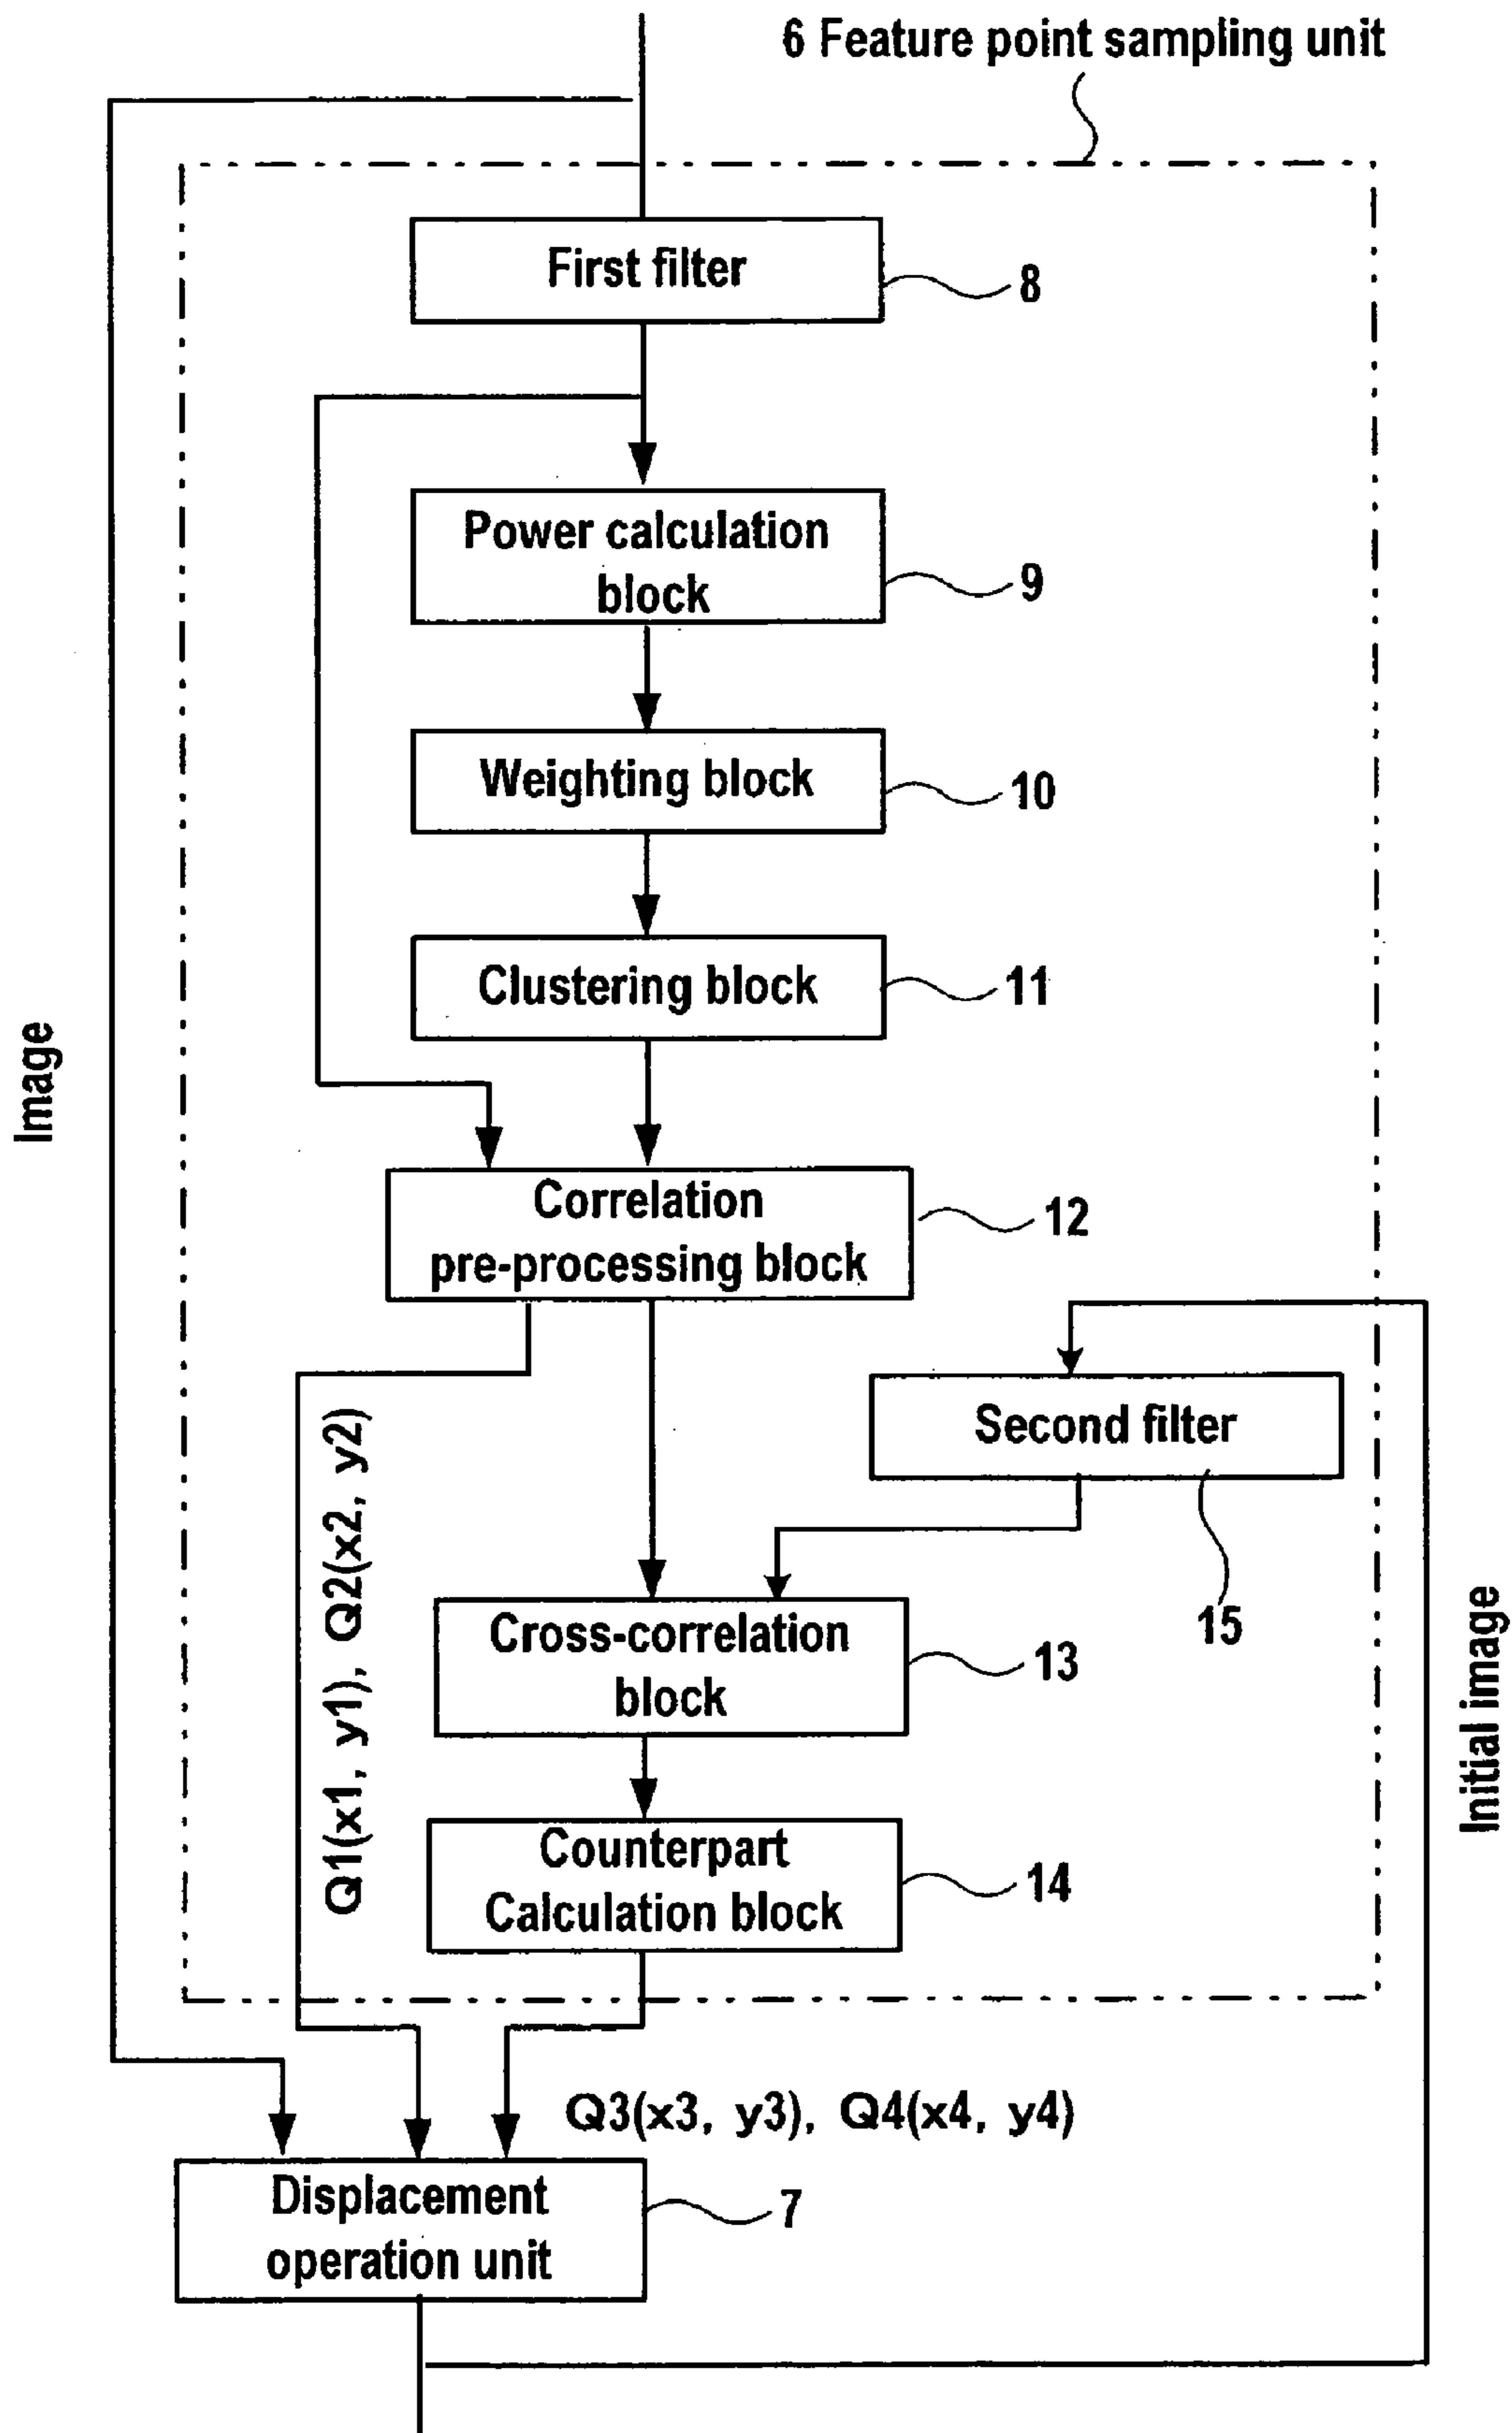 6 Feature point sampling unit
First filter
8
Power calculation
block
9
Weighting block
10
Clustering block
11
Image
Correlation
pre-processing block
12
Second filter
15
Q1(x1, y1), Q2(x2, y2)
Cross-correlation
block
13
Initial image
Counterpart
Calculation block
14
Q3(x3, y3), Q4(x4, y4)
Displacement
operation unit
7